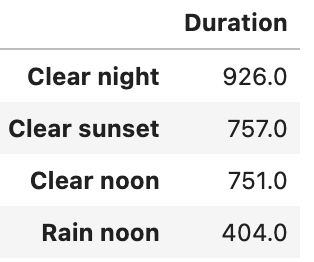 Duration
Clear night 926.0
Clear sunset 757.0
Clear noon 751.0
Rain noon 404.0